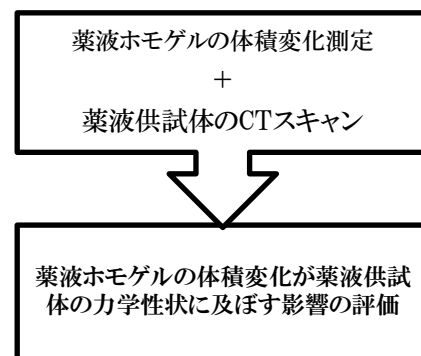 薬液ホモゲルの体積変化測定
+
薬液供試体のCTスキャン
薬液ホモゲルの体積変化が薬液供試
体の力学性状に及ぼす影響の評価